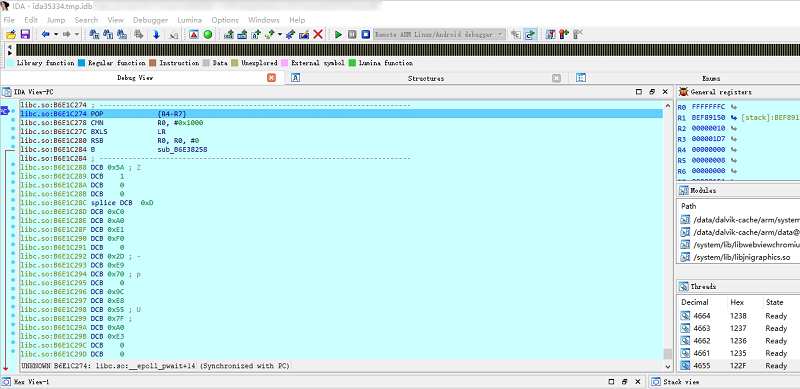 IDA - ida35334.tmp.idb
File Edit Jump Search View Debugger Lumina Options Windows Help
Remote ARM Linux/Android debugger
Library function Regular function Instruction Data Unexplored External symbol Lumina function
Debug View Structures Enums
IDA View-PC General registers
libc.so:B6E1C274 ; ---------------------------------------------------------------------------
libc.so:B6E1C274 POP {R4-R7}
libc.so:B6E1C278 CMN R0, #0x1000
libc.so:B6E1C27C BXLS LR
libc.so:B6E1C280 RSB R0, R0, #0
libc.so:B6E1C284 B sub_B6E38258
libc.so:B6E1C284 ; ---------------------------------------------------------------------------
libc.so:B6E1C288 DCB 0x5A ; Z
libc.so:B6E1C289 DCB 1
libc.so:B6E1C28A DCB 0
libc.so:B6E1C28B DCB 0
libc.so:B6E1C28C splice DCB 0xD
libc.so:B6E1C28D DCB 0xC0
libc.so:B6E1C28E DCB 0xA0
libc.so:B6E1C28F DCB 0xE1
libc.so:B6E1C290 DCB 0xF0
libc.so:B6E1C291 DCB 0
libc.so:B6E1C292 DCB 0x2D ; -
libc.so:B6E1C293 DCB 0xE9
libc.so:B6E1C294 DCB 0x70 ; p
libc.so:B6E1C295 DCB 0
libc.so:B6E1C296 DCB 0x9C
libc.so:B6E1C297 DCB 0xE8
libc.so:B6E1C298 DCB 0x55 ; U
libc.so:B6E1C299 DCB 0x7F ;
libc.so:B6E1C29A DCB 0xA0
libc.so:B6E1C29B DCB 0xE3
libc.so:B6E1C29C DCB 0
libc.so:B6E1C29D DCB 0
UNKNOWN B6E1C274: libc.so:__epoll_pwait+14 (Synchronized with PC)
R0 FFFFFFFC
R1 BEF89150 [stack]:BEF891
R2 00000010
R3 000001D7
R4 00000000
R5 00000008
R6 00000000
Modules
Path
/data/dalvik-cache/arm/system
/data/dalvik-cache/arm/data@
/system/lib/libwebviewchromiu
/system/lib/libjnigraphics.so
Threads
Decimal Hex State
4664 1238 Ready
4663 1237 Ready
4662 1236 Ready
4661 1235 Ready
4655 122F Ready
Hex View-1 Stack view